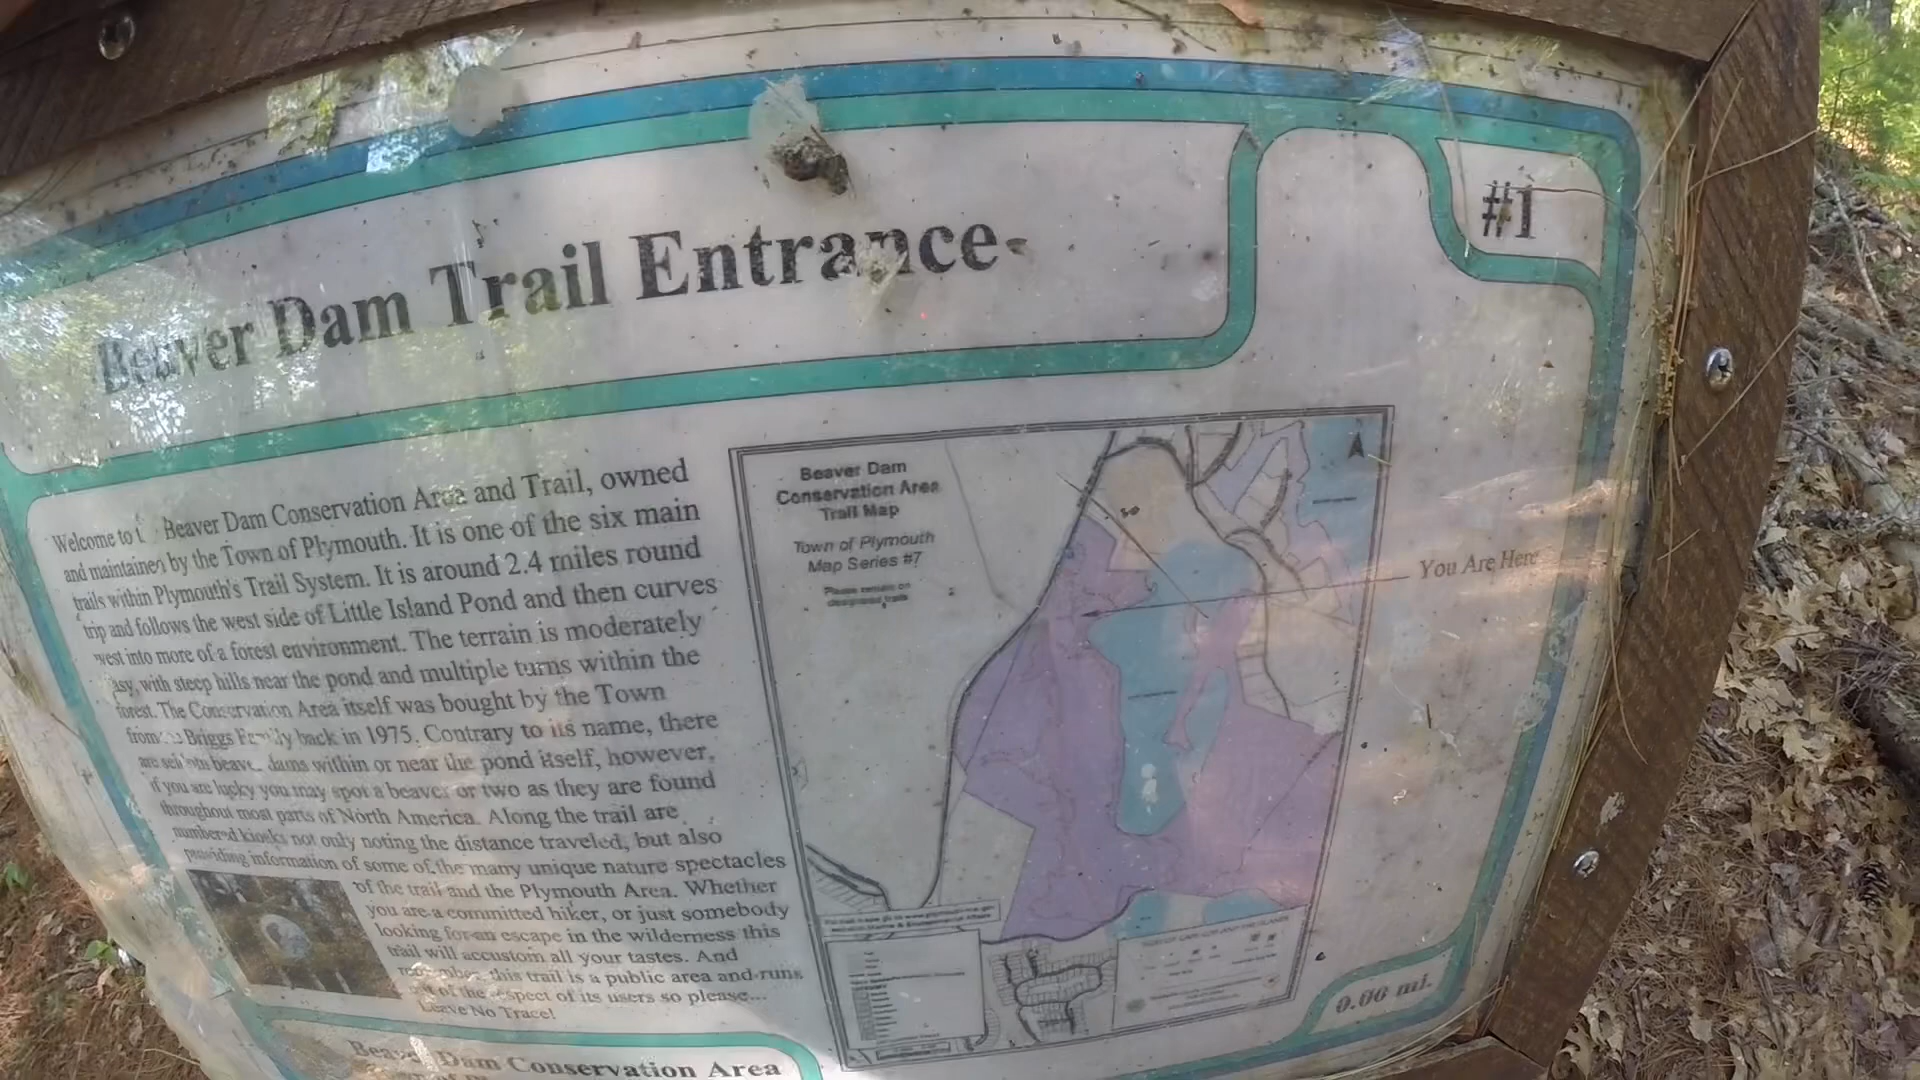 Beaver Dam Trail Entrance
#1
Welcome to Beaver Dam Conservation Area and Trail, owned
and maintained by the Town of Plymouth. It is one of the six main
trails within Plymouth's Trail System. It is around 2.4 miles round
trip and follows the west side of Little Island Pond and then curves
west into more of a forest environment. The terrain is moderately
easy, with steep hills near the pond and multiple turns within the
forest. The Conservation Area itself was bought by the Town
from Briggs Family back in 1975. Contrary to its name, there
are seldom beaver dams within or near the pond itself, however,
if you are lucky you may spot a beaver or two as they are found
throughout most parts of North America. Along the trail are
numbered kiosks not only noting the distance traveled, but also
providing information of some of the many unique nature spectacles
of the trail and the Plymouth Area. Whether
you are a committed hiker, or just somebody
looking for an escape in the wilderness this
trail will accustom all your tastes. And
remember, this trail is a public area and runs
of the respect of its users so please...
Leave No Trace!
Beaver Dam
Conservation Area
Trail Map
Town of Plymouth
Map Series #7
Please remain on
designated trails
You Are Here
0.00 mi.
Beaver Dam Conservation Area